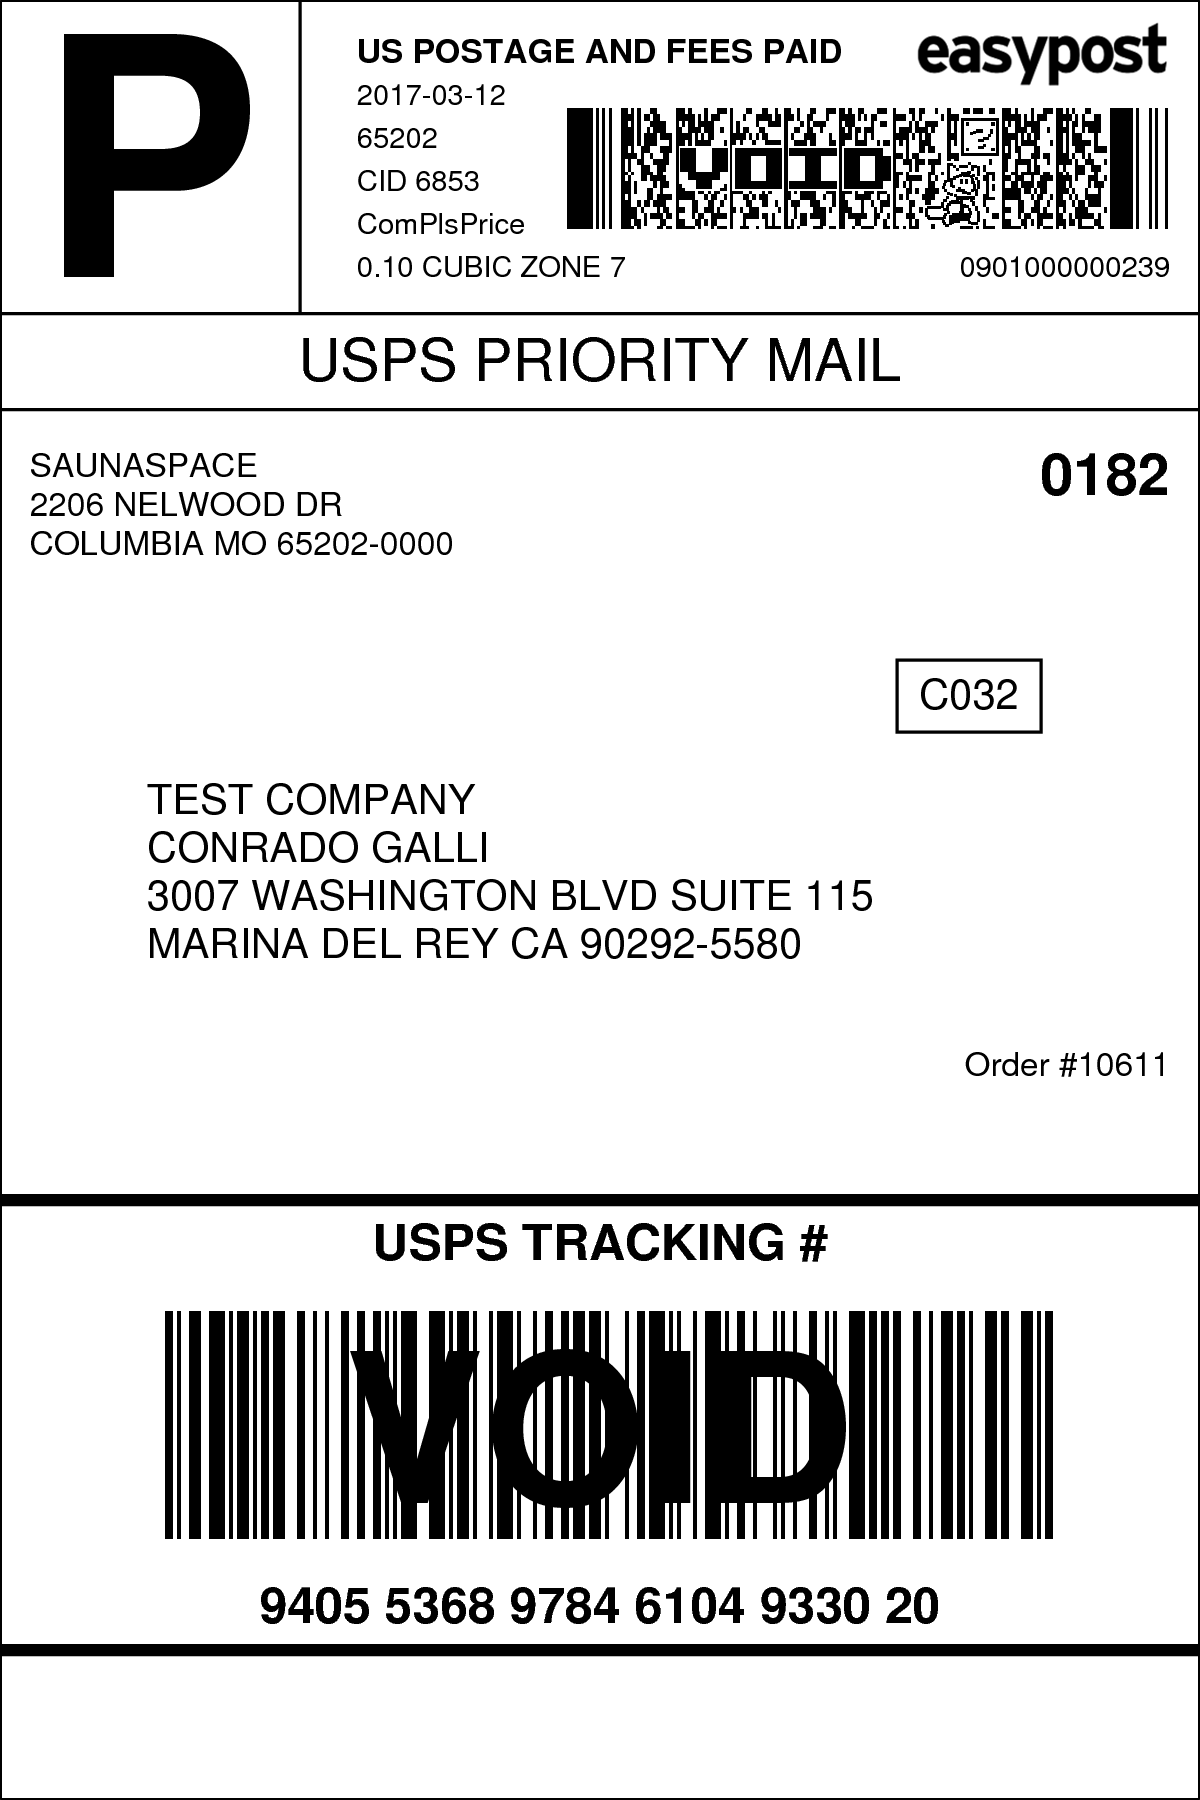 P
US POSTAGE AND FEES PAID
easypost
2017-03-12
65202
CID 6853
ComPlsPrice
VOID
0.10 CUBIC ZONE 7
0901000000239
USPS PRIORITY MAIL
SAUNASPACE
2206 NELWOOD DR
COLUMBIA MO 65202-0000
0182
C032
TEST COMPANY
CONRADO GALLI
3007 WASHINGTON BLVD SUITE 115
MARINA DEL REY CA 90292-5580
Order #10611
USPS TRACKING #
VOID
9405 5368 9784 6104 9330 20